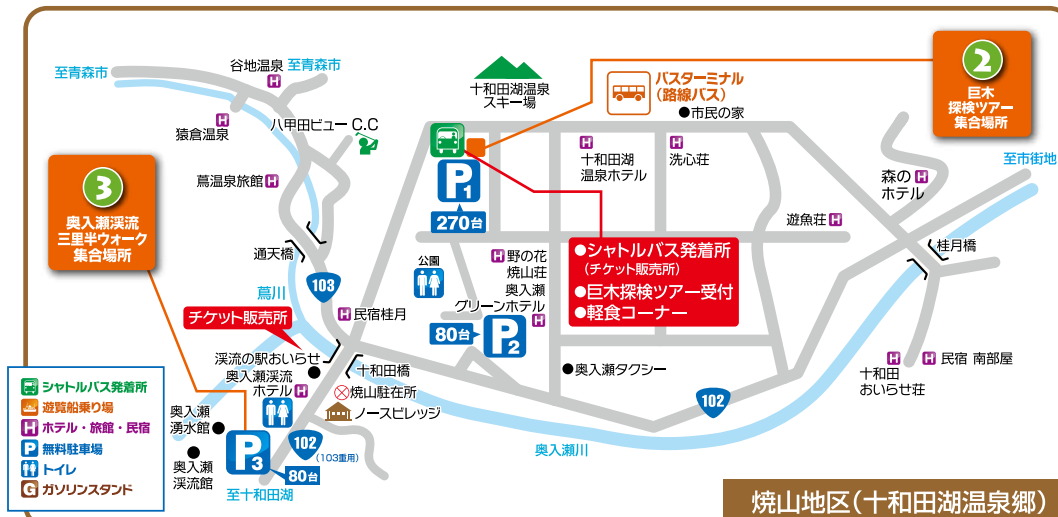 至青森市
谷地温泉
至青森市
猿倉温泉
八甲田ビューC.C
蔦温泉旅館
通天橋
蔦川
103
民宿桂月
十和田湖温泉
スキー場
バスターミナル
(路線バス)
市民の家
2
巨木
探検ツアー
集合場所
至市街地
十和田湖
温泉ホテル
洗心荘
森の
ホテル
遊魚荘
桂月橋
P1
270台
3
奥入瀬渓流
三里半ウォーク
集合場所
●シャトルバス発着所
(チケット販売所)
●巨木探検ツアー受付
●軽食コーナー
公園
野の花
焼山荘
奥入瀬
グリーンホテル
80台
P2
チケット販売所
渓流の駅おいらせ
奥入瀬渓流
ホテル
十和田橋
焼山駐在所
ノースビレッジ
奥入瀬タクシー
102
十和田
おいらせ荘
民宿 南部屋
奥入瀬川
奥入瀬
湧水館
奥入瀬
渓流館
P3
80台
102
(103重用)
至十和田湖
シャトルバス発着所
遊覧船乗り場
H ホテル・旅館・民宿
P 無料駐車場
トイレ
G ガソリンスタンド
焼山地区(十和田湖温泉郷)